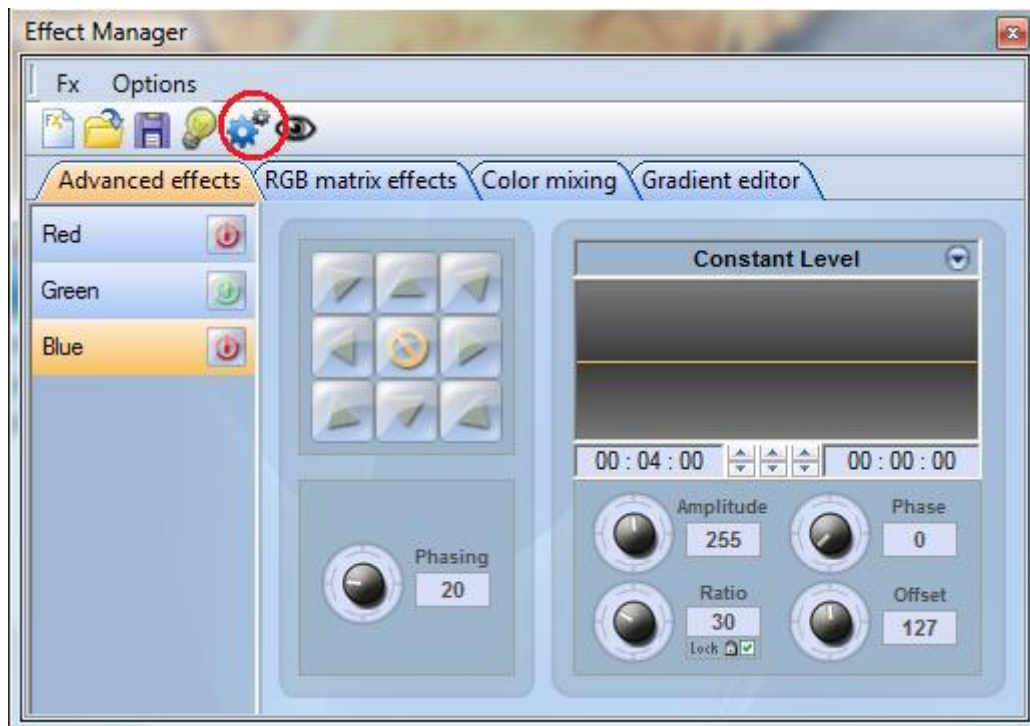 Effect Manager
Fx Options
FX
Advanced effects RGB matrix effects Color mixing Gradient editor
Red
Green
Blue
Constant Level
00 : 04 : 00 00 : 00 : 00
Phasing
20
Amplitude
255
Phase
0
Ratio
30
Lock
Offset
127